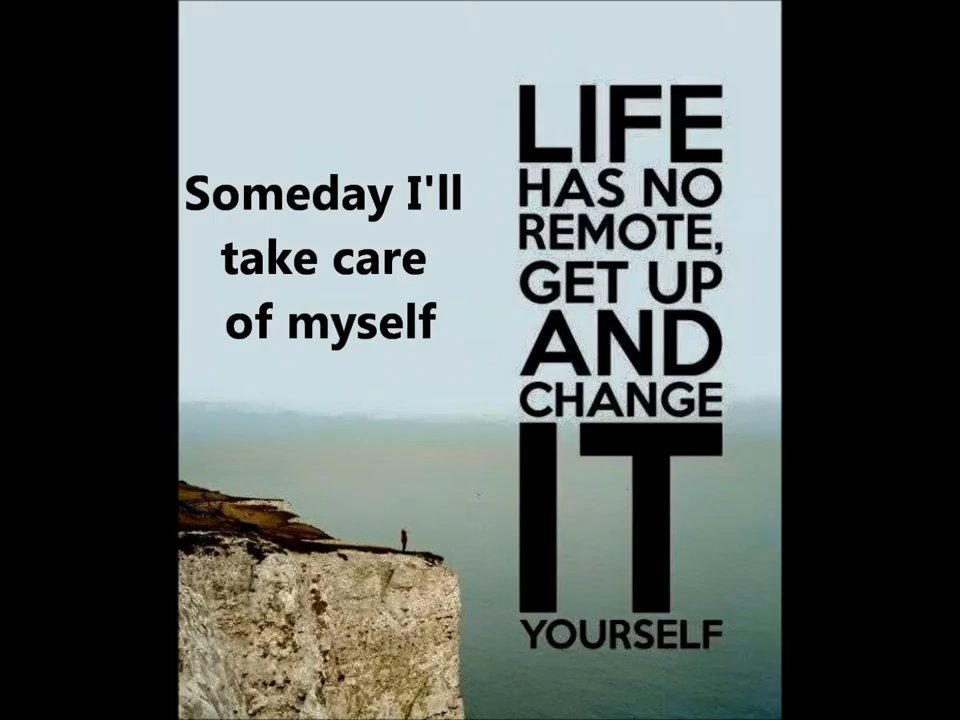 Someday I'll
take care
of myself
LIFE
HAS NO
REMOTE,
GET UP
AND
CHANGE
IT
YOURSELF